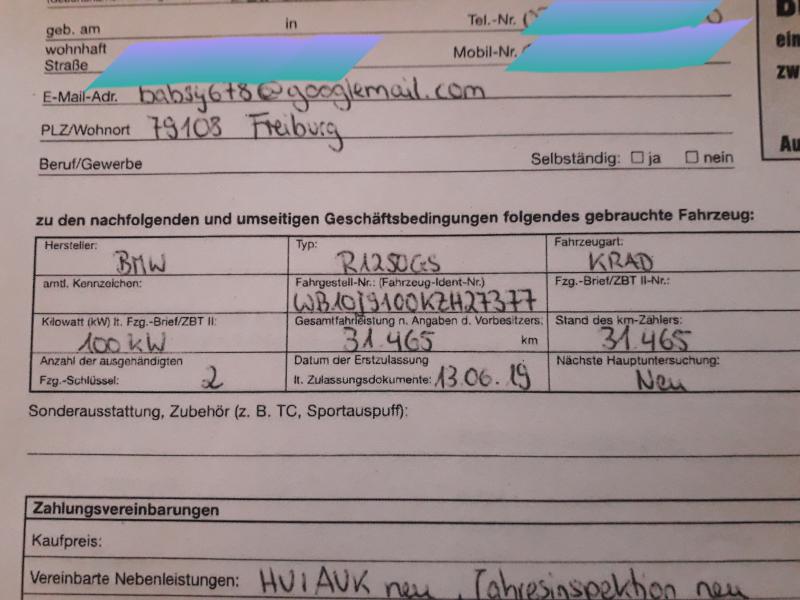 geb. am in Tel.-Nr. (
wohnhaft
Straße Mobil-Nr.
E-Mail-Adr. babsy678@googlemail.com
PLZ/Wohnort 79108 Freiburg
Beruf/Gewerbe Selbständig: ☐ ja ☐ nein
zu den nachfolgenden und umseitigen Geschäftsbedingungen folgendes gebrauchte Fahrzeug:
Hersteller: Typ: Fahrzeugart:
BMW R1250GS KRAD
amtl. Kennzeichen: Fahrgestell-Nr.: (Fahrzeug-Ident-Nr.) Fzg.-Brief/ZBT II-Nr.:
WB10J9100KZH27377
Kilowatt (kW) lt. Fzg.-Brief/ZBT II: Gesamtfahrleistung n. Angaben d. Vorbesitzers: Stand des km-Zählers:
100 kW 31.465 km 31.465
Anzahl der ausgehändigten Datum der Erstzulassung Nächste Hauptuntersuchung:
Fzg.-Schlüssel: 2 lt. Zulassungsdokumente: 13.06.19 Neu
Sonderausstattung, Zubehör (z. B. TC, Sportauspuff):
Zahlungsvereinbarungen
Kaufpreis:
Vereinbarte Nebenleistungen: HU/AUK neu, Jahresinspektion neu
ein
zw
Au